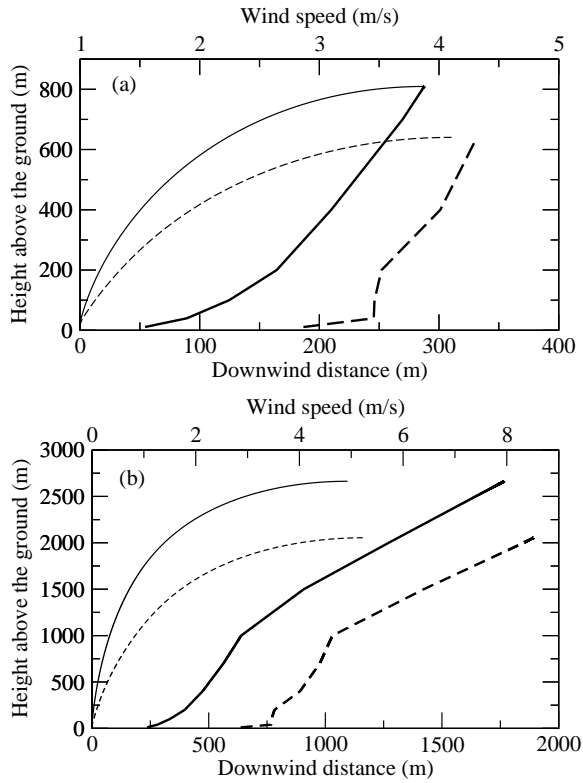 Wind speed (m/s)
1 2 3 4 5
(a)
800
600
400
200
0
Height above the ground (m)
0 100 200 300 400
Downwind distance (m)
Wind speed (m/s)
0 2 4 6 8
(b)
3000
2500
2000
1500
1000
500
0
Height above the ground (m)
0 500 1000 1500 2000
Downwind distance (m)